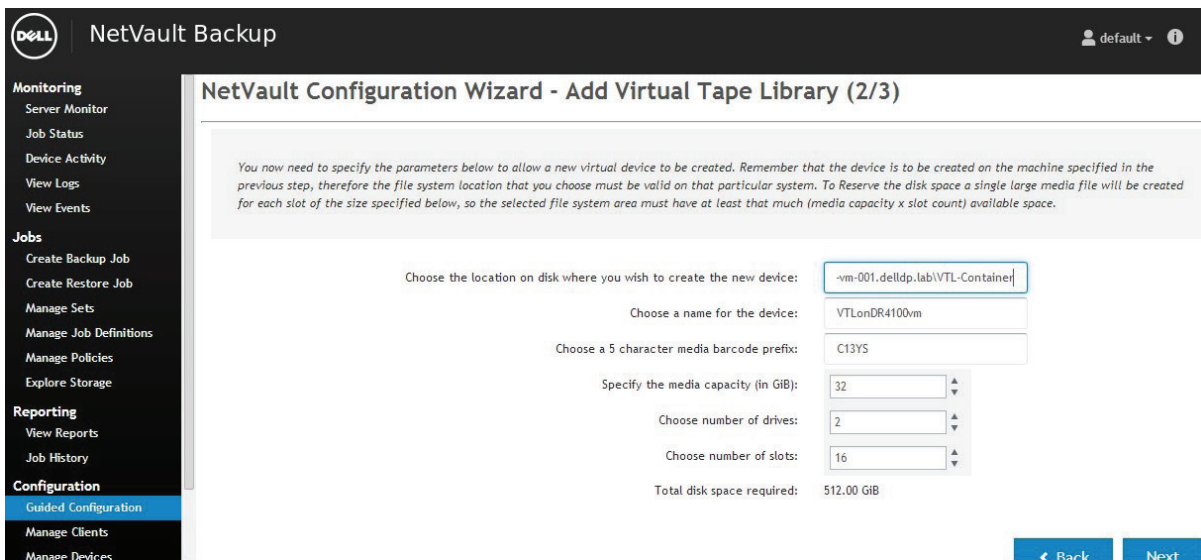 DELL
NetVault Backup
default
Monitoring
Server Monitor
Job Status
Device Activity
View Logs
View Events
Jobs
Create Backup Job
Create Restore Job
Manage Sets
Manage Job Definitions
Manage Policies
Explore Storage
Reporting
View Reports
Job History
Configuration
Guided Configuration
Manage Clients
Manage Devices
NetVault Configuration Wizard - Add Virtual Tape Library (2/3)
You now need to specify the parameters below to allow a new virtual device to be created. Remember that the device is to be created on the machine specified in the
previous step, therefore the file system location that you choose must be valid on that particular system. To Reserve the disk space a single large media file will be created
for each slot of the size specified below, so the selected file system area must have at least that much (media capacity x slot count) available space.
Choose the location on disk where you wish to create the new device: -vm-001.delldp.lab\VTL-Container
Choose a name for the device: VTLonDR4100vm
Choose a 5 character media barcode prefix: C13YS
Specify the media capacity (in GiB): 32
Choose number of drives: 2
Choose number of slots: 16
Total disk space required: 512.00 GiB
Back Next